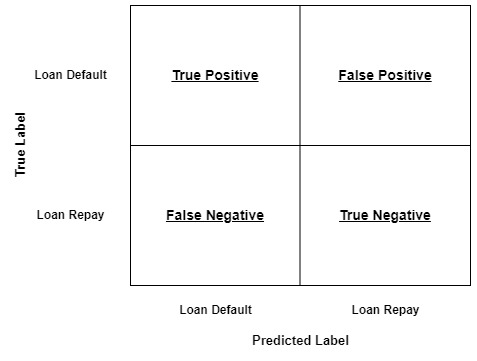 Loan Default
True Positive
False Positive
True Label
Loan Repay
False Negative
True Negative
Loan Default
Loan Repay
Predicted Label